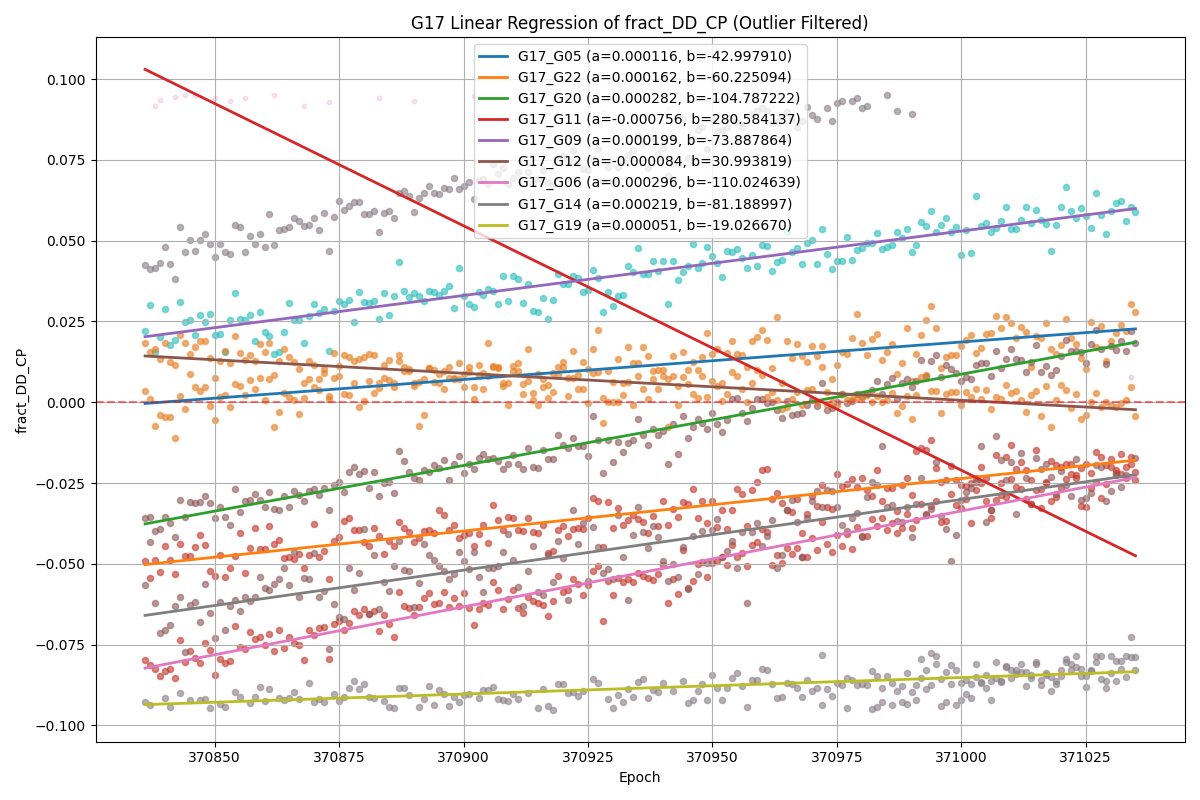 G17 Linear Regression of fract_DD_CP (Outlier Filtered)
G17_G05 (a=0.000116, b=-42.997910)
G17_G22 (a=0.000162, b=-60.225094)
G17_G20 (a=0.000282, b=-104.787222)
G17_G11 (a=-0.000756, b=280.584137)
G17_G09 (a=0.000199, b=-73.887864)
G17_G12 (a=-0.000084, b=30.993819)
G17_G06 (a=0.000296, b=-110.024639)
G17_G14 (a=0.000219, b=-81.188997)
G17_G19 (a=0.000051, b=-19.026670)
0.100
0.075
0.050
0.025
0.000
−0.025
−0.050
−0.075
−0.100
fract_DD_CP
370850 370875 370900 370925 370950 370975 371000 371025
Epoch